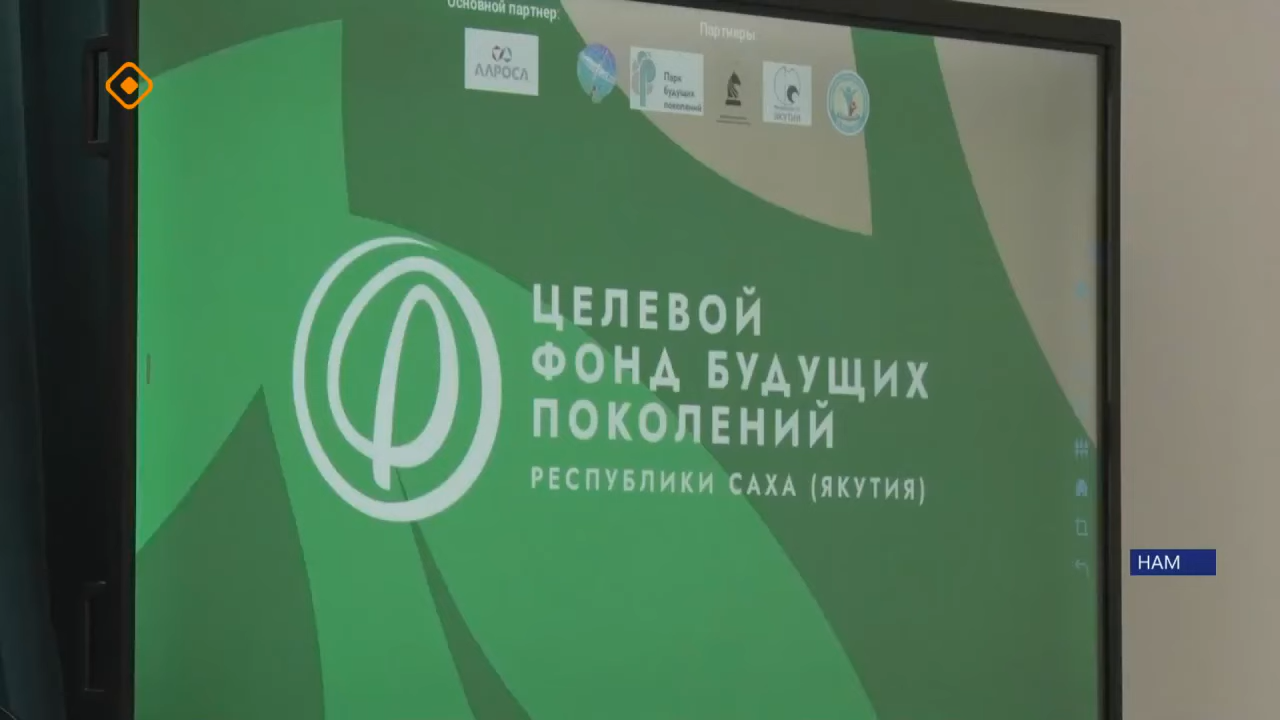 Основной партнер:
Партнеры
АЛРОСА
Парк
будущих
поколений
ЯКУТИЯ
ЦЕЛЕВОЙ
ФОНД БУДУЩИХ
ПОКОЛЕНИЙ
РЕСПУБЛИКИ САХА (ЯКУТИЯ)
НАМ